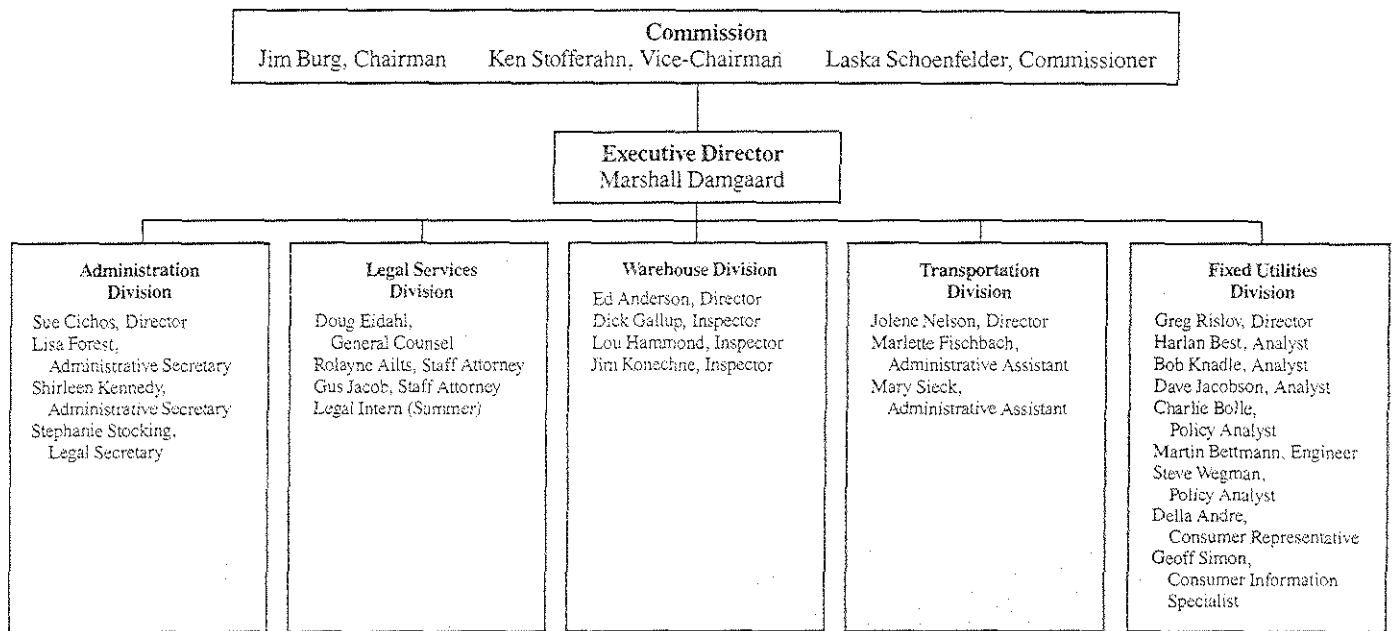 Commission
Jim Burg, Chairman Ken Stofferahn, Vice-Chairman Laska Schoenfelder, Commissioner
Executive Director
Marshall Damgaard
Administration
Division
Sue Cichos, Director
Lisa Forest,
Administrative Secretary
Shirleen Kennedy,
Administrative Secretary
Stephanie Stocking,
Legal Secretary
Legal Services
Division
Doug Eidahl,
General Counsel
Rolayne Ailts, Staff Attorney
Gus Jacob, Staff Attorney
Legal Intern (Summer)
Warehouse Division
Ed Anderson, Director
Dick Gallup, Inspector
Lou Hammond, Inspector
Jim Konechne, Inspector
Transportation
Division
Jolene Nelson, Director
Marlette Fischbach,
Administrative Assistant
Mary Sieck,
Administrative Assistant
Fixed Utilities
Division
Greg Rislov, Director
Harlan Best, Analyst
Bob Knadle, Analyst
Dave Jacobson, Analyst
Charlie Bolle,
Policy Analyst
Martin Bettmann, Engineer
Steve Wegman,
Policy Analyst
Della Andre,
Consumer Representative
Geoff Simon,
Consumer Information
Specialist